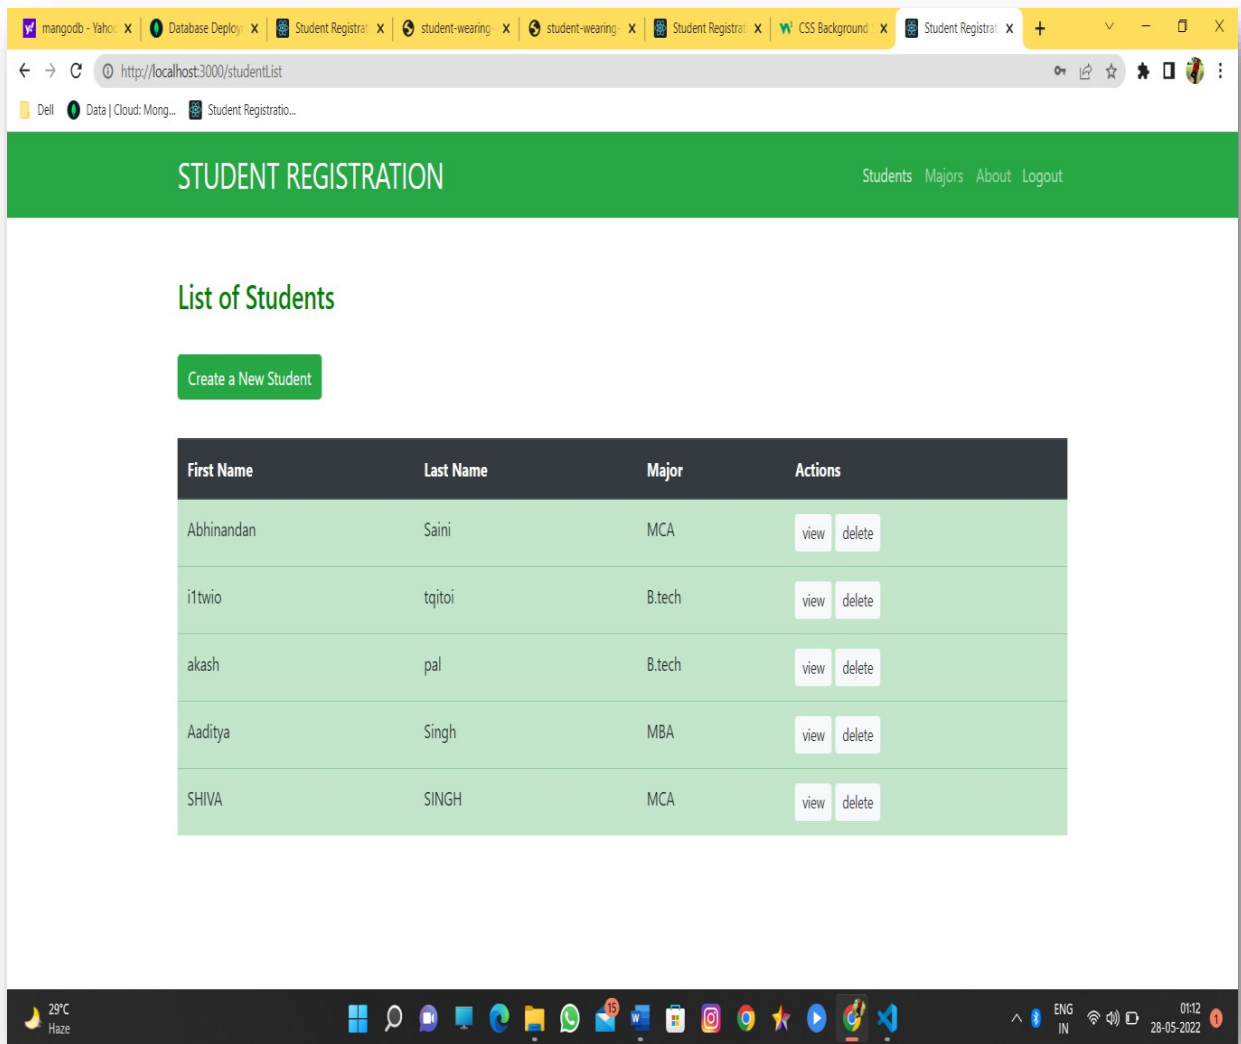 mangodb - Yahoo Database Deploy Student Registrat student-wearing- student-wearing- Student Registrat CSS Background Student Registrat
http://localhost:3000/studentList
Dell Data | Cloud: Mong... Student Registratio...
STUDENT REGISTRATION Students Majors About Logout
List of Students
Create a New Student
First Name Last Name Major Actions
Abhinandan Saini MCA view delete
i1twio tqitoi B.tech view delete
akash pal B.tech view delete
Aaditya Singh MBA view delete
SHIVA SINGH MCA view delete
29°C 15 ENG 01:12 1
Haze IN 28-05-2022